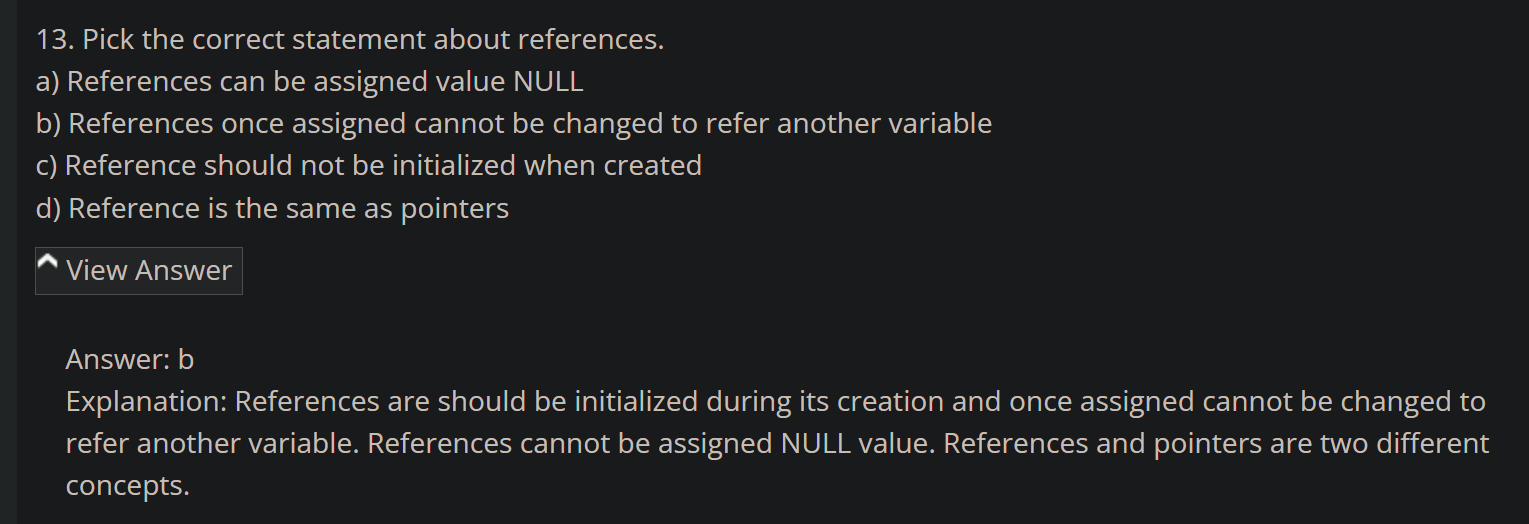 13. Pick the correct statement about references.
a) References can be assigned value NULL
b) References once assigned cannot be changed to refer another variable
c) Reference should not be initialized when created
d) Reference is the same as pointers
View Answer
Answer: b
Explanation: References are should be initialized during its creation and once assigned cannot be changed to
refer another variable. References cannot be assigned NULL value. References and pointers are two different
concepts.